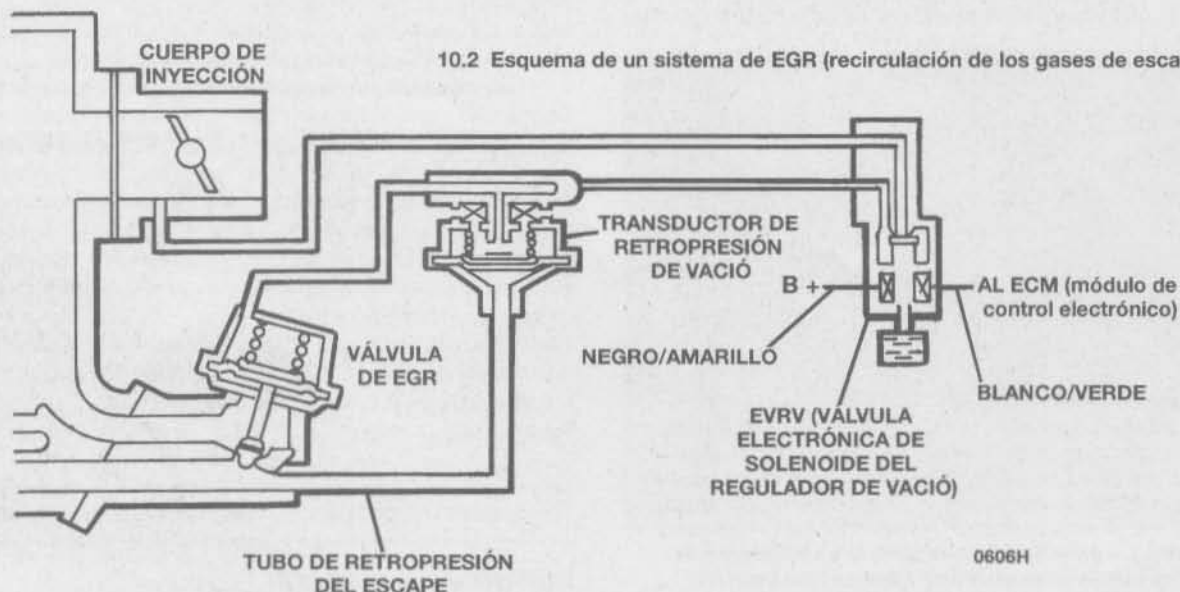 CUERPO DE
INYECCIÓN
10.2 Esquema de un sistema de EGR (recirculación de los gases de esca
TRANSDUCTOR DE
RETROPRESIÓN
DE VACIÓ
B +
AL ECM (módulo de
control electrónico)
VÁLVULA
DE EGR
NEGRO/AMARILLO
BLANCO/VERDE
EVRV (VÁLVULA
ELECTRÓNICA DE
SOLENOIDE DEL
REGULADOR DE VACIÓ)
TUBO DE RETROPRESIÓN
DEL ESCAPE
0606H